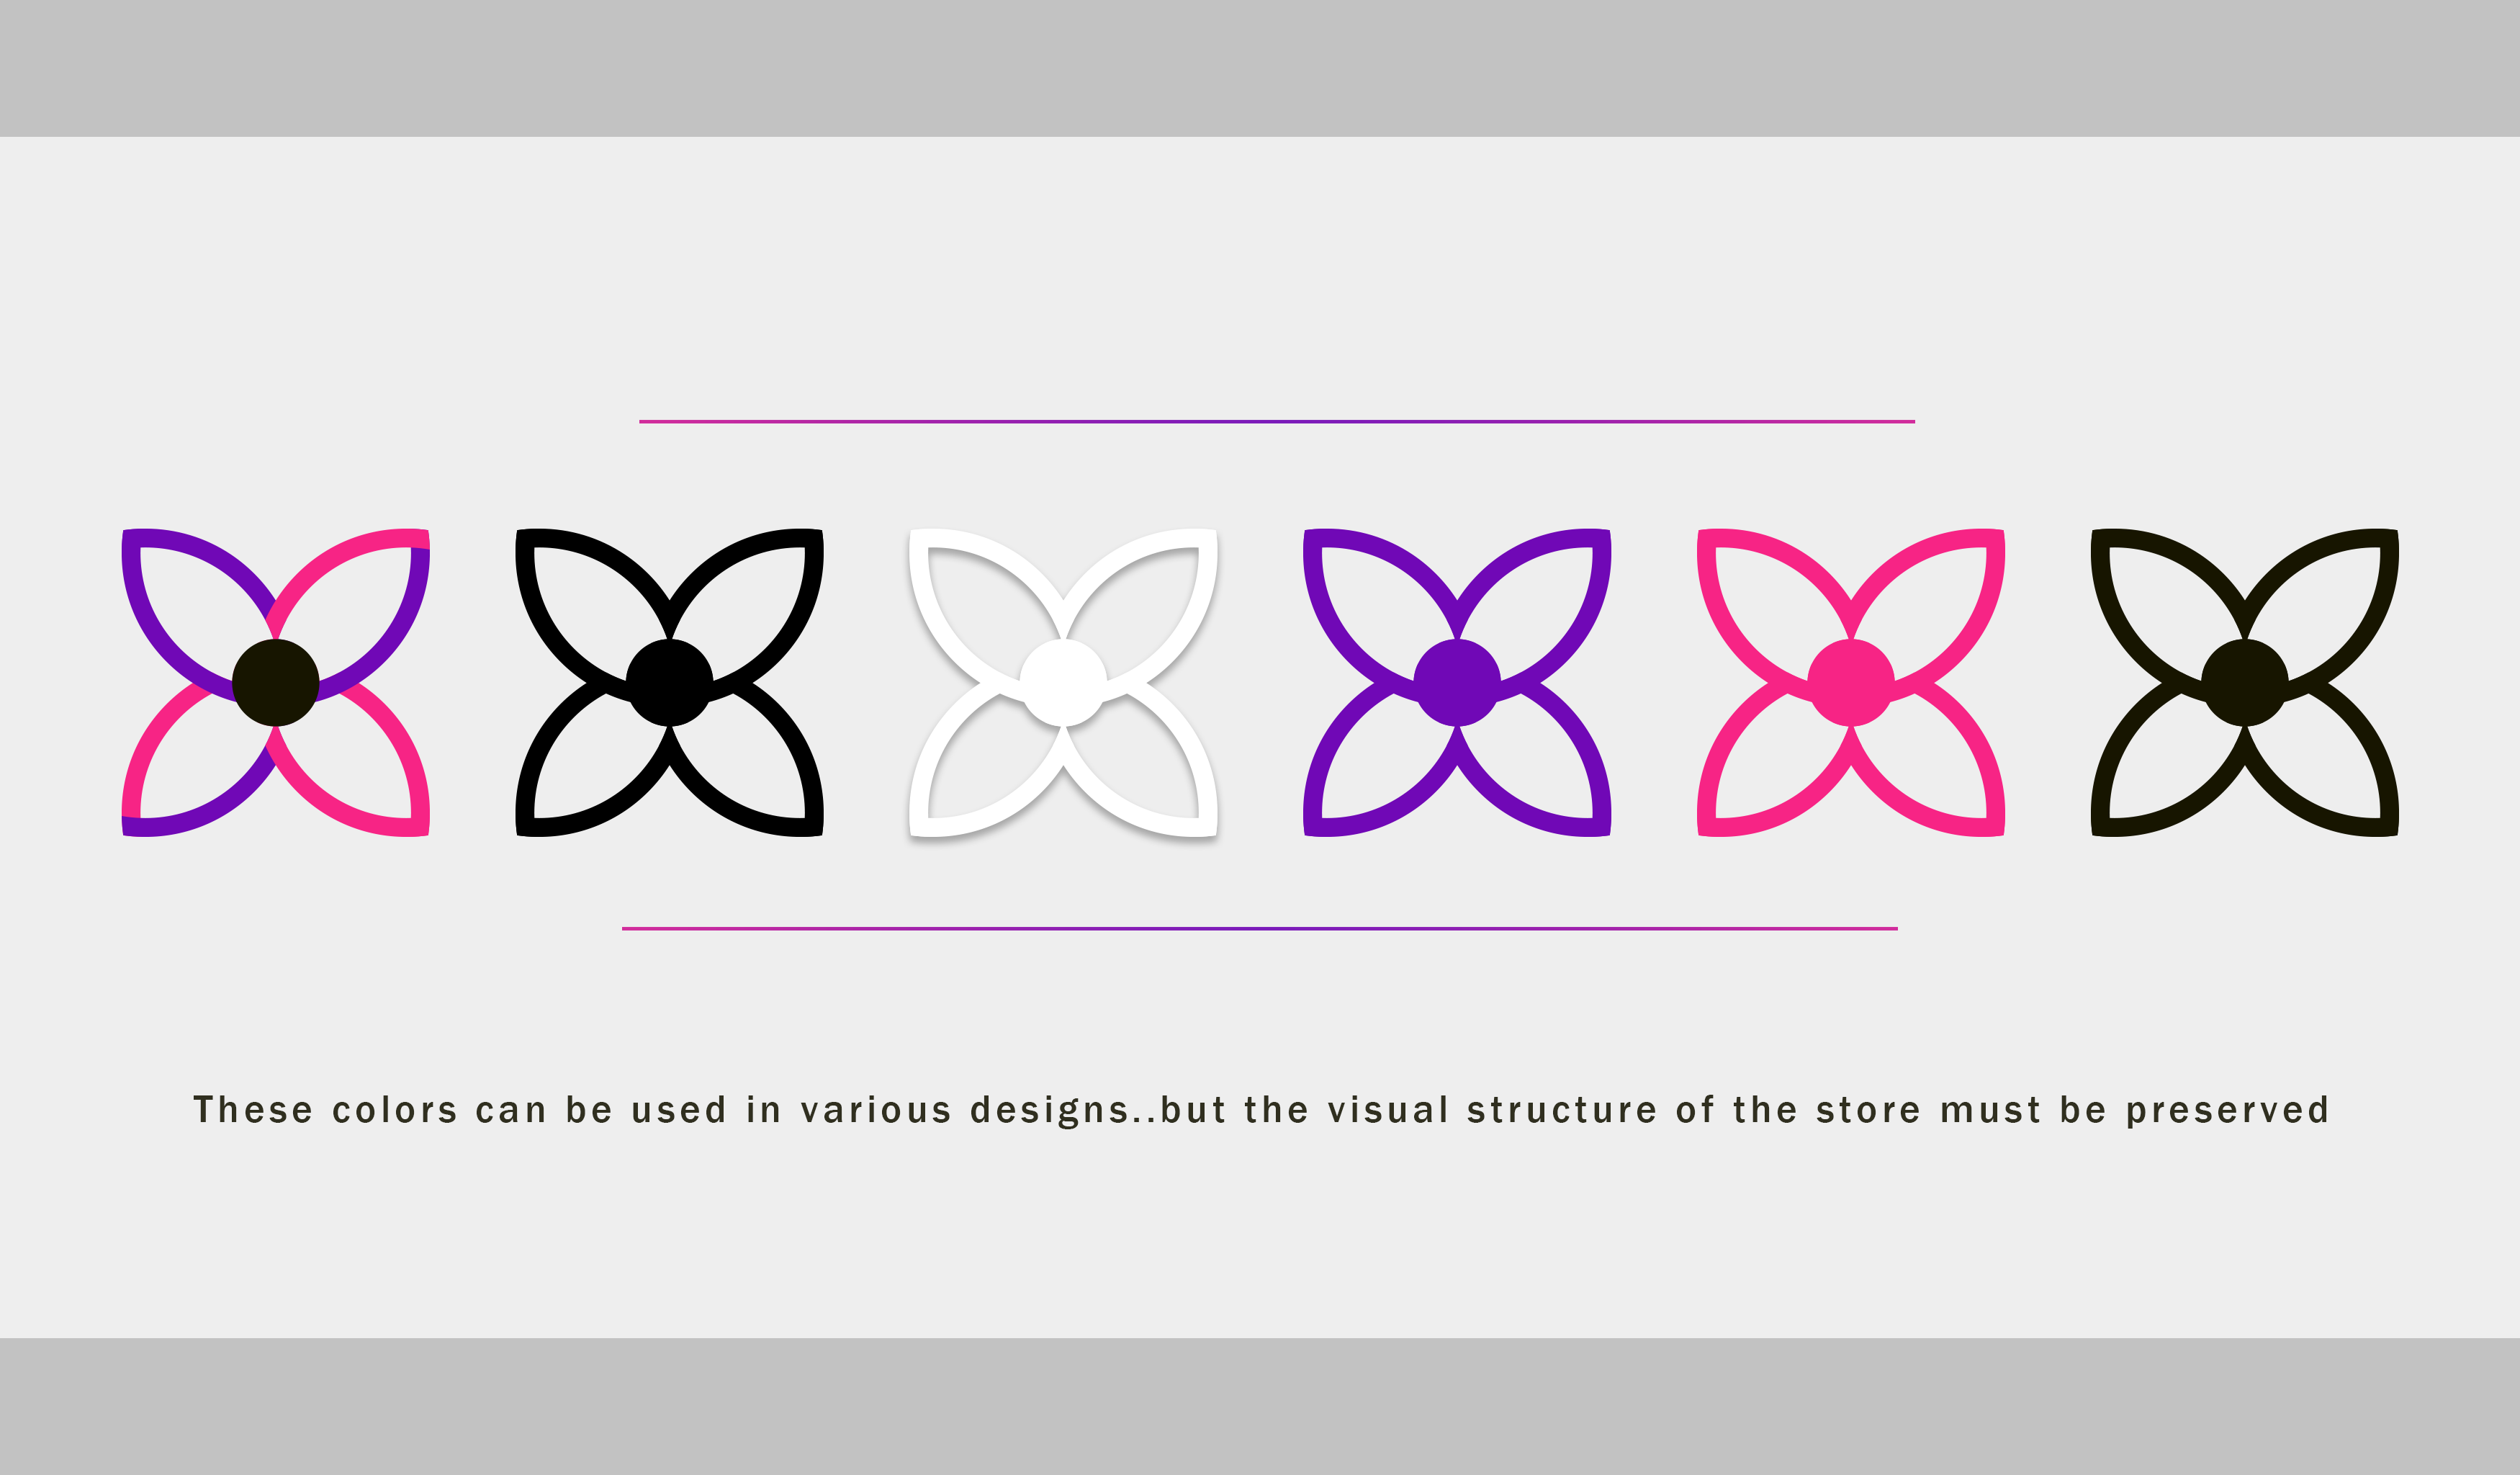 These colors can be used in various designs..but the visual structure of the store must be preserved